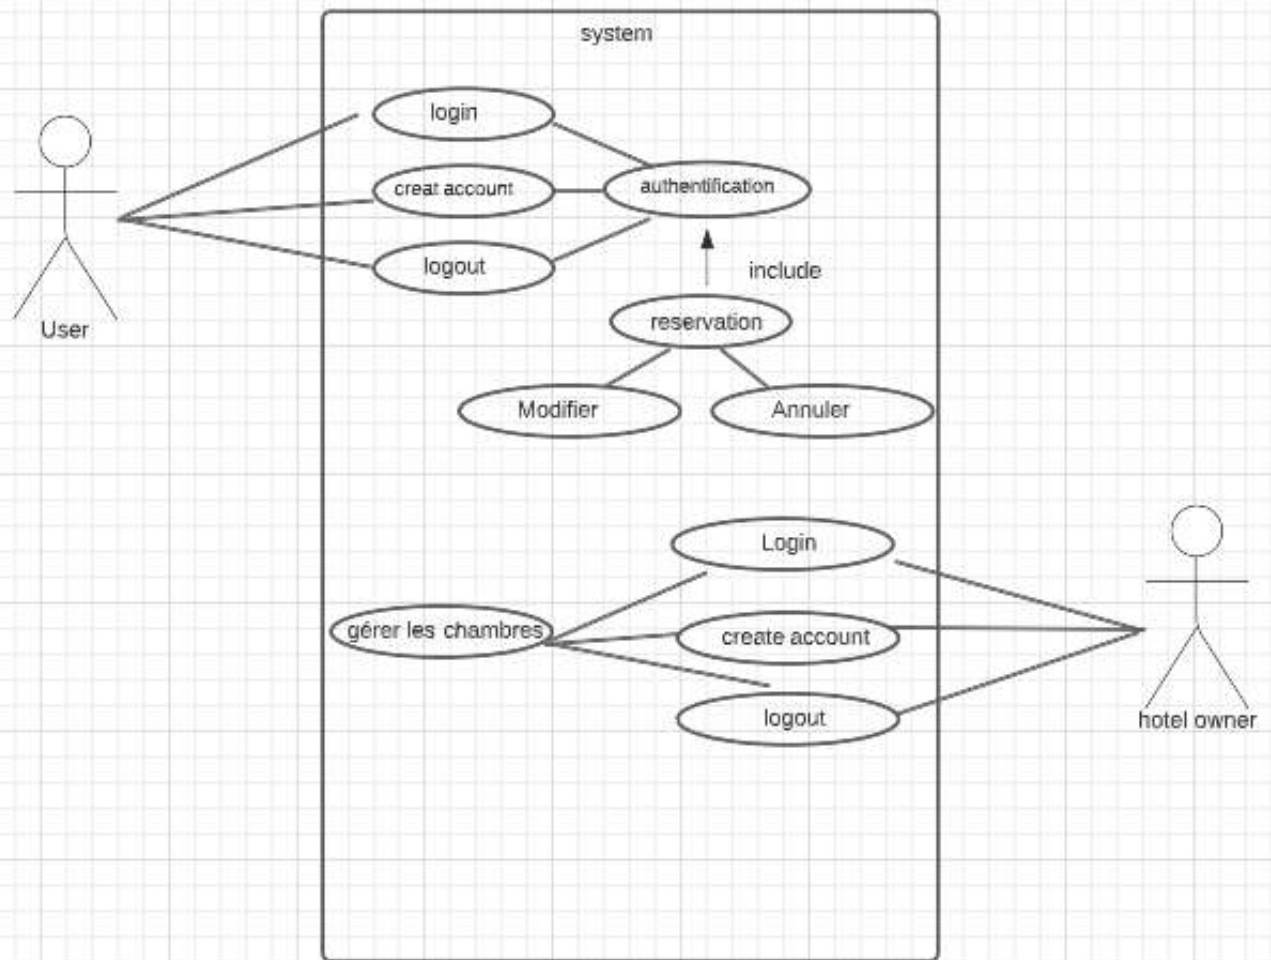 system
login
creat account
authentification
logout
include
reservation
User
Modifier
Annuler
Login
gérer les chambres
create account
logout
hotel owner